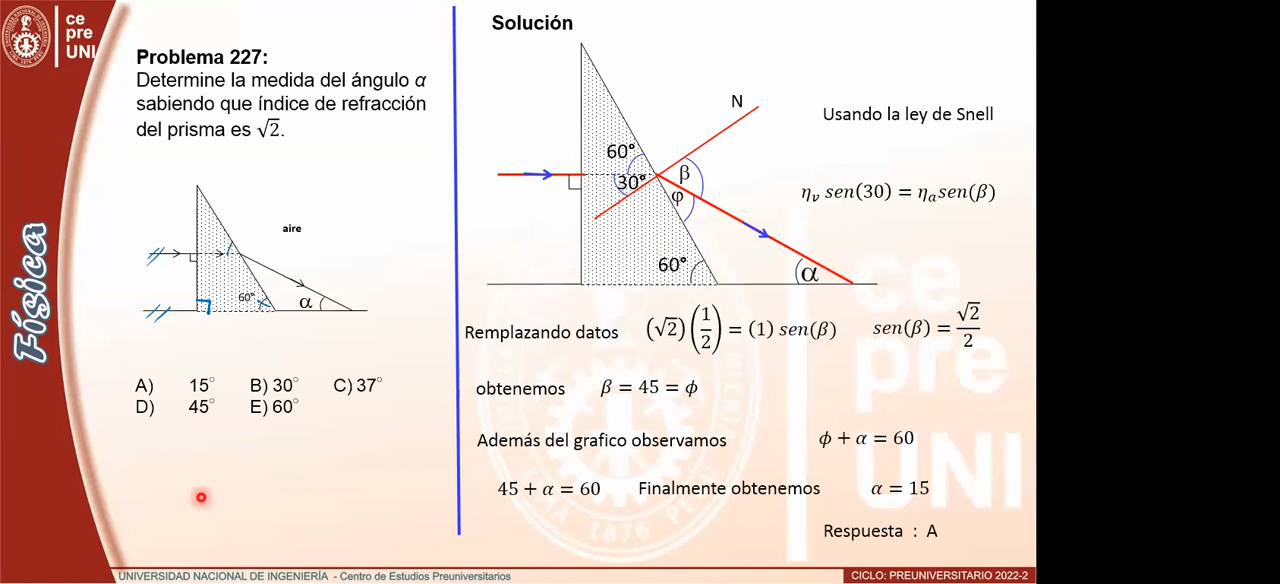 ce
pre
UNI
Física
Problema 227:
Determine la medida del ángulo α
sabiendo que índice de refracción
del prisma es √2.
aire
60°
α
A) 15° B) 30° C) 37°
D) 45° E) 60°
Solución
N
60°
30°
β
φ
60°
α
Usando la ley de Snell
η_v sen(30) = η_a sen(β)
Remplazando datos (√2)(1/2) = (1) sen(β) sen(β) = √2/2
obtenemos β = 45 = ϕ
Además del grafico observamos ϕ + α = 60
45 + α = 60 Finalmente obtenemos α = 15
Respuesta : A
ce
pre
UNI
1876
UNIVERSIDAD NACIONAL DE INGENIERÍA - Centro de Estudios Preuniversitarios
CICLO: PREUNIVERSITARIO 2022-2